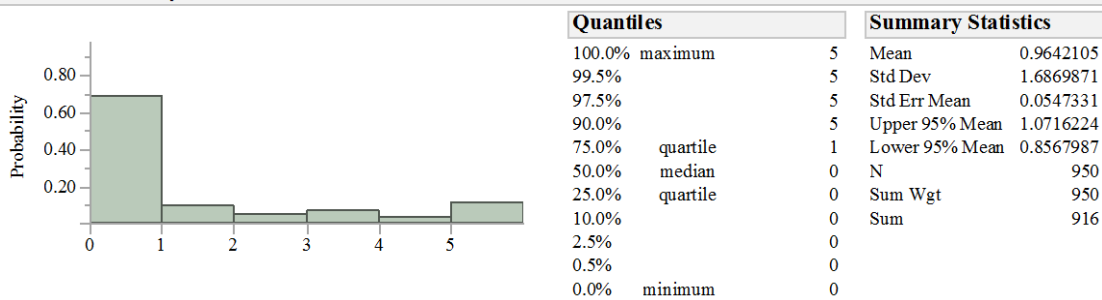 Probability
0.80
0.60
0.40
0.20
0 1 2 3 4 5
Quantiles
100.0% maximum 5
99.5% 5
97.5% 5
90.0% 5
75.0% quartile 1
50.0% median 0
25.0% quartile 0
10.0% 0
2.5% 0
0.5% 0
0.0% minimum 0
Summary Statistics
Mean 0.9642105
Std Dev 1.6869871
Std Err Mean 0.0547331
Upper 95% Mean 1.0716224
Lower 95% Mean 0.8567987
N 950
Sum Wgt 950
Sum 916